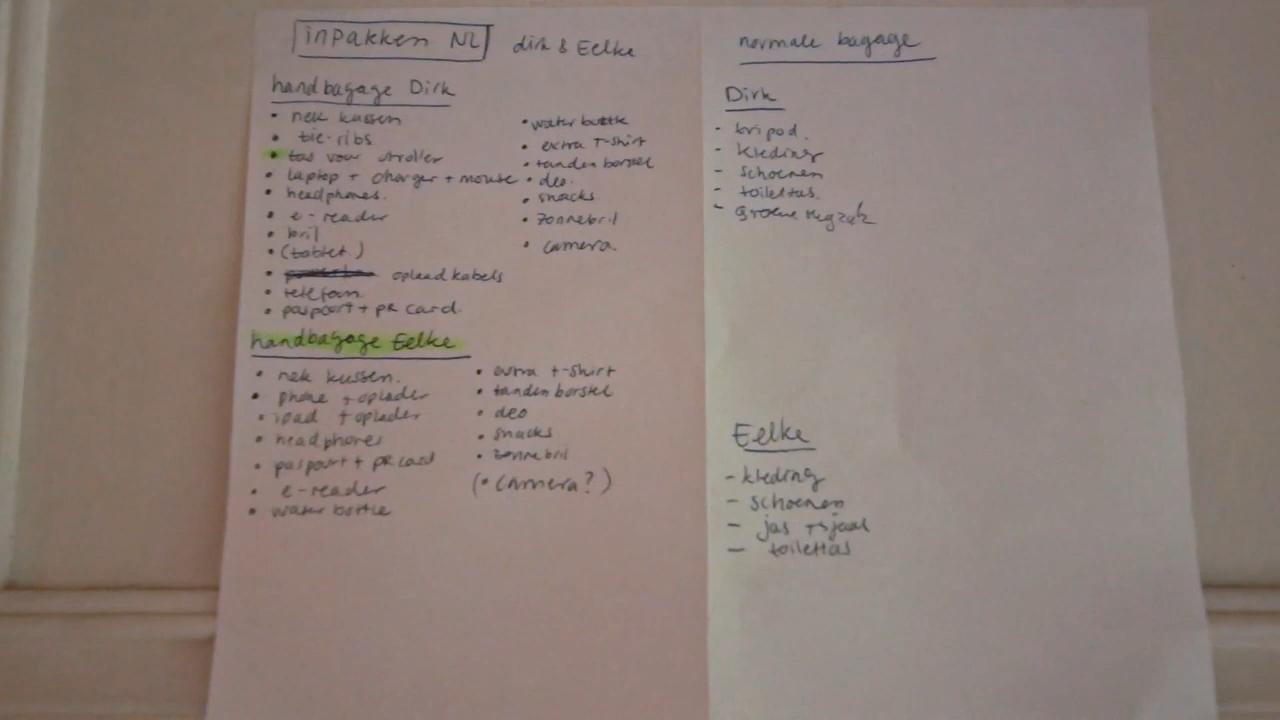 inpakken NL dirk & Eelke
handbagage Dirk
• nek kussen
• tie-ribs
• tas voor stroller
• laptop + charger + mouse
• headphones.
• e-reader
• bril
• (tablet)
• oplaad kabels
• telefoon
• paspoort + PR card
• water bottle
• extra T-shirt
• tanden borstel
• deo.
• snacks
• zonnebril
• camera.
handbagage Eelke
• nek kussen.
• phone + oplader
• ipad + oplader
• headphones
• paspoort + PR card
• e-reader
• water bottle
• extra t-shirt
• tanden borstel
• deo
• snacks
• zonnebril
(• camera?)
normale bagage
Dirk
- tripod.
- kleding
- schoenen
- toilettas.
- groene rugzak
Eelke
- kleding
- schoenen
- jas + sjaal
- toilettas